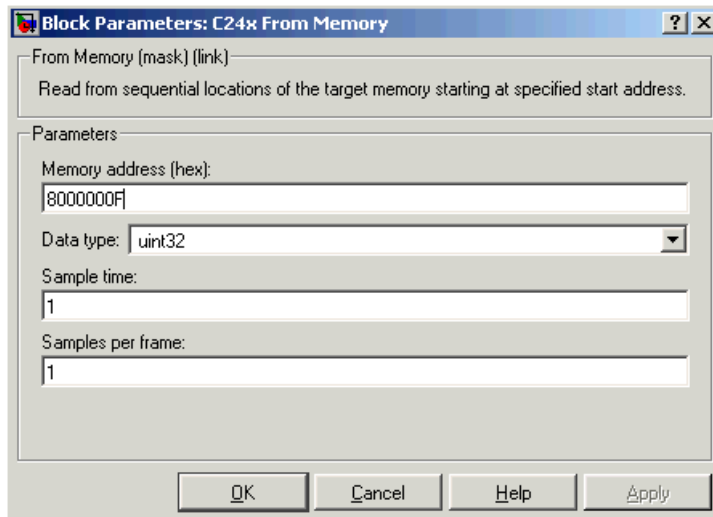 Block Parameters: C24x From Memory
From Memory (mask) (link)
Read from sequential locations of the target memory starting at specified start address.
Parameters
Memory address (hex):
8000000F
Data type: uint32
Sample time:
1
Samples per frame:
1
OK Cancel Help Apply